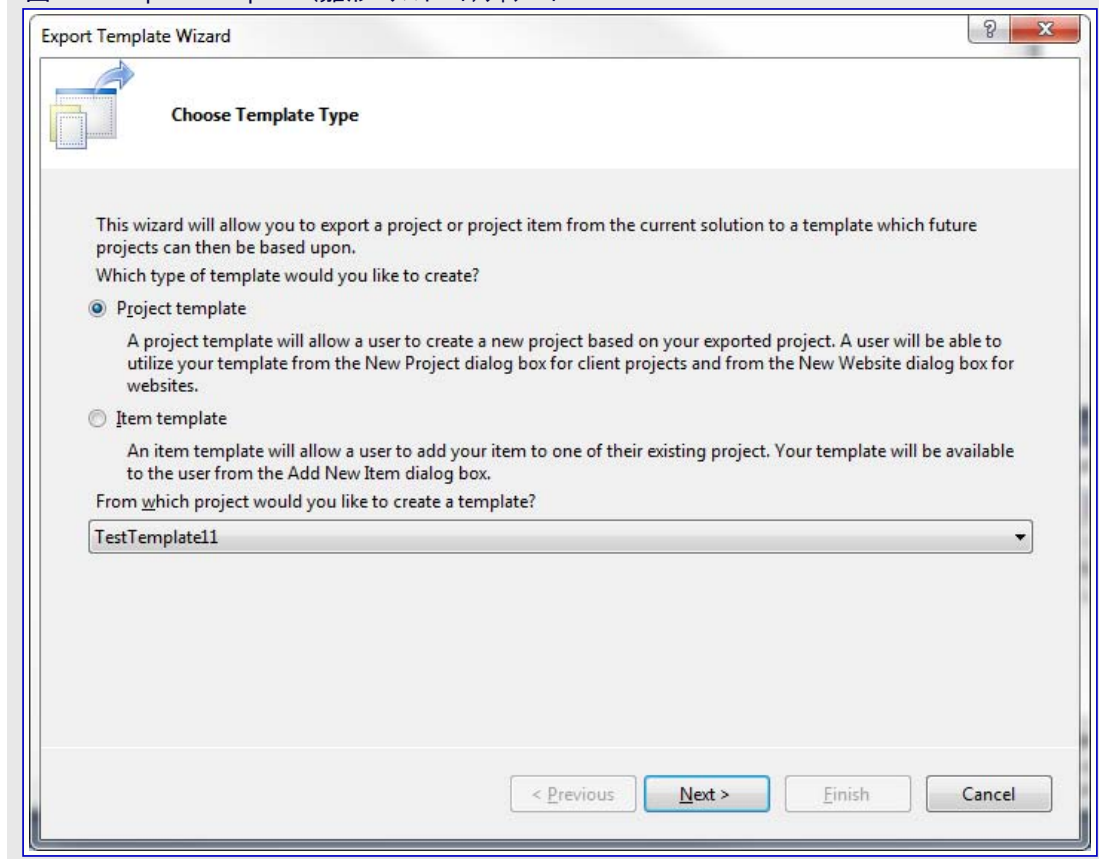 Export Template Wizard
Choose Template Type
This wizard will allow you to export a project or project item from the current solution to a template which future
projects can then be based upon.
Which type of template would you like to create?
Project template
A project template will allow a user to create a new project based on your exported project. A user will be able to
utilize your template from the New Project dialog box for client projects and from the New Website dialog box for
websites.
Item template
An item template will allow a user to add your item to one of their existing project. Your template will be available
to the user from the Add New Item dialog box.
From which project would you like to create a template?
TestTemplate11
< Previous
Next >
Finish
Cancel